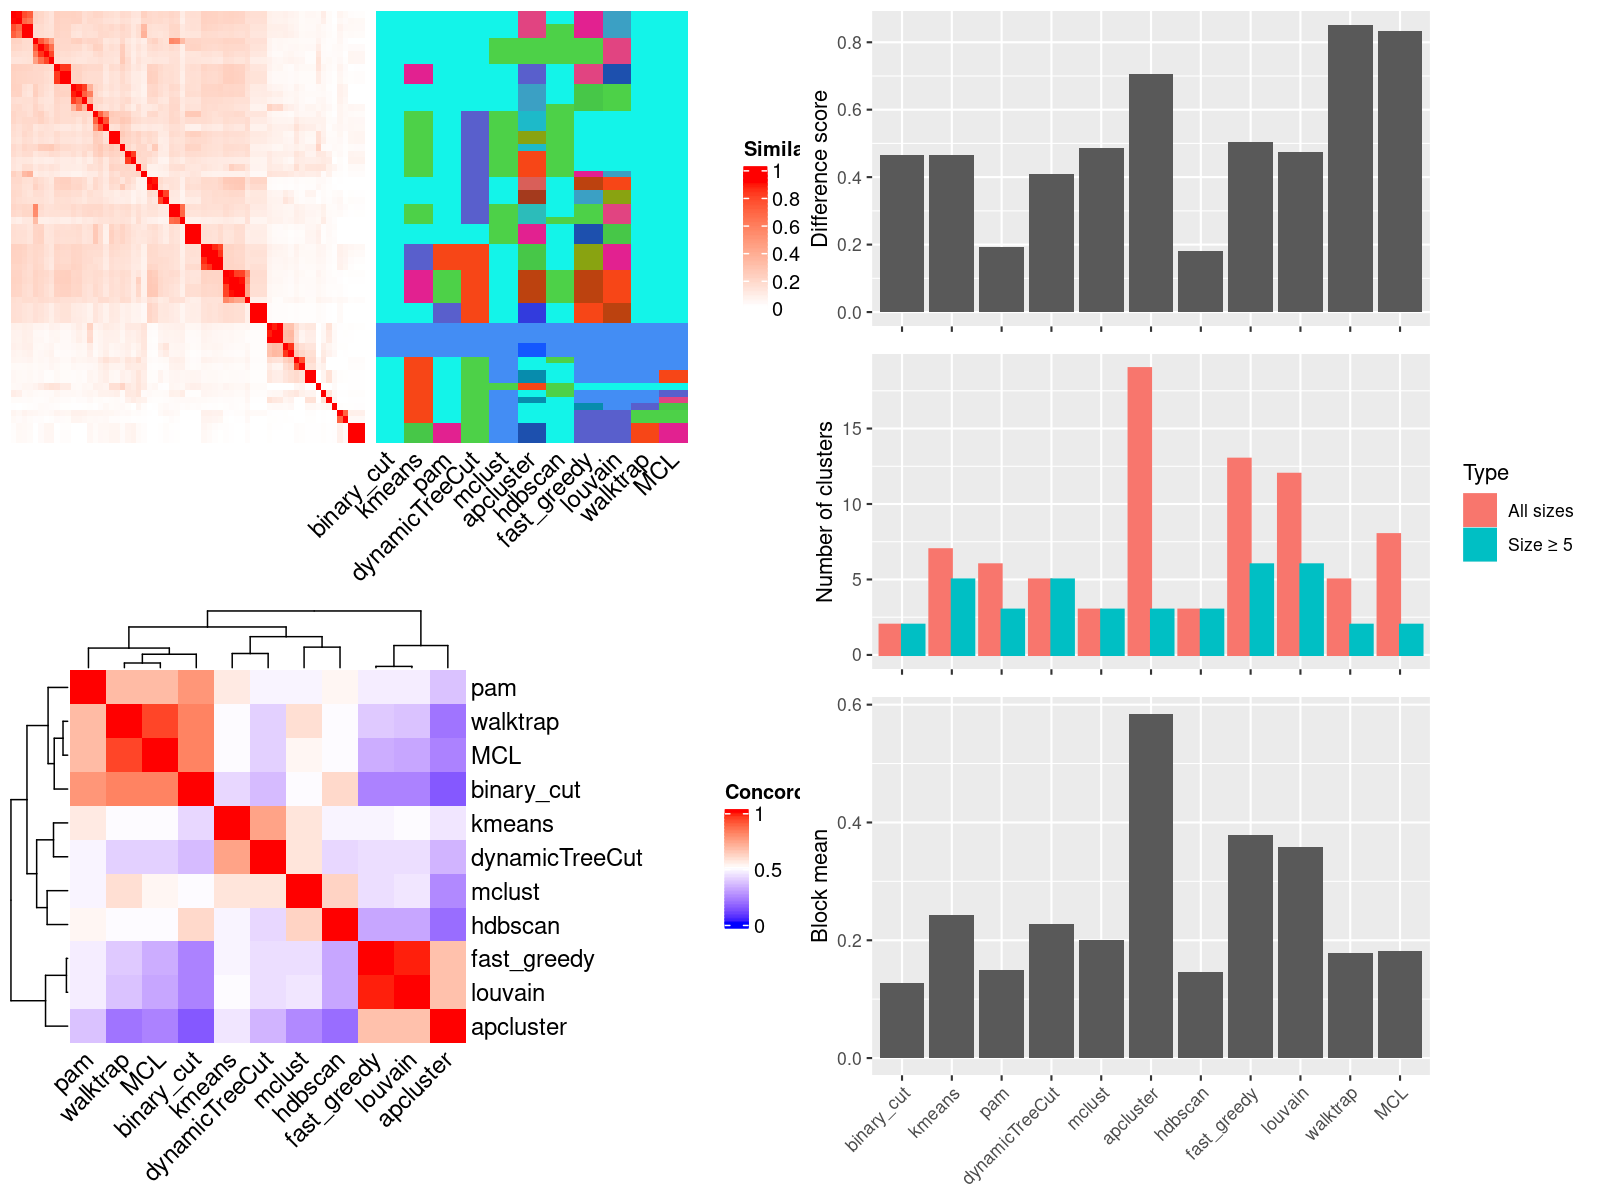 Simila
1
0.8
0.6
0.4
0.2
0
binary_cut
kmeans
pam
dynamicTreeCut
mclust
apcluster
hdbscan
fast_greedy
louvain
walktrap
MCL
pam
walktrap
MCL
binary_cut
kmeans
dynamicTreeCut
mclust
hdbscan
fast_greedy
louvain
apcluster
pam
walktrap
MCL
binary_cut
kmeans
dynamicTreeCut
mclust
hdbscan
fast_greedy
louvain
apcluster
Concord
1
0.5
0
Difference score
0.8
0.6
0.4
0.2
0.0
Number of clusters
15
10
5
0
Type
All sizes
Size ≥ 5
Block mean
0.6
0.4
0.2
0.0
binary_cut
kmeans
pam
dynamicTreeCut
mclust
apcluster
hdbscan
fast_greedy
louvain
walktrap
MCL